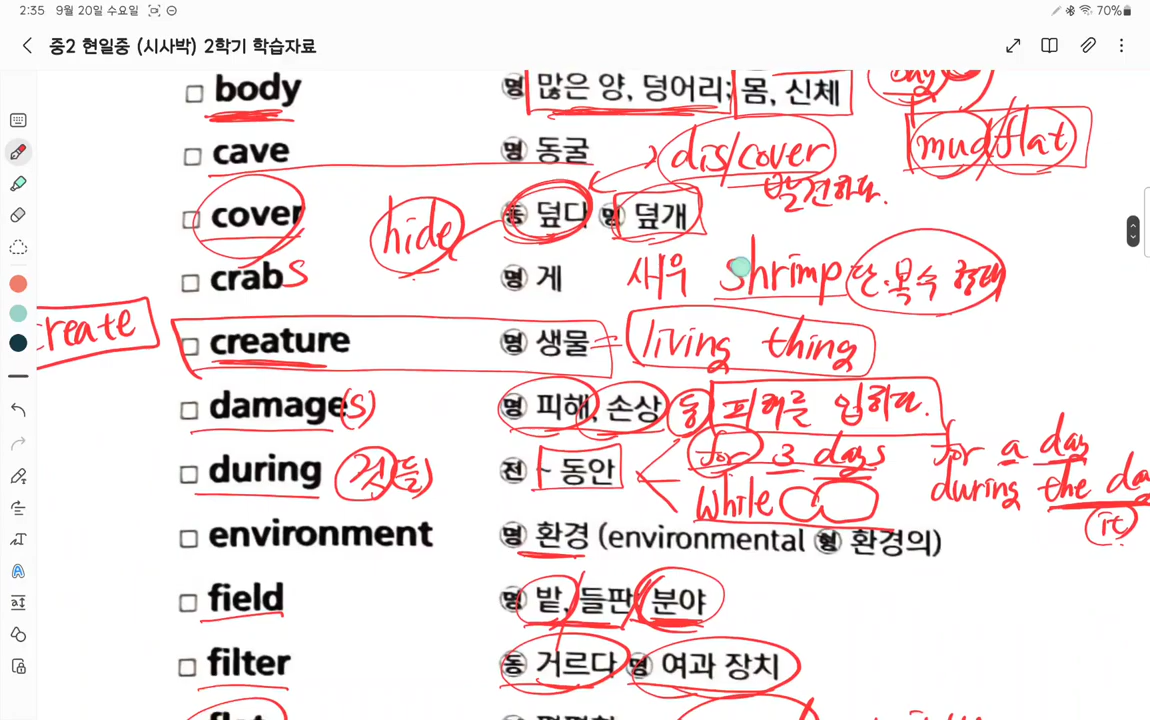 2:35 9월 20일 수요일 70%
중2 현일중 (시사박) 2학기 학습자료
body 명 많은 양, 덩어리; 몸, 신체
mud/flat
cave 명 동굴 dis/cover
발견하다.
cover hide 동 덮다 명 덮개
crabs 명 게 새우 shrimp 단·복수 형태
create
creature 명 생물 = living thing
damage(s) 명 피해, 손상 동 피해를 입히다.
during 것(들) 전 ~ 동안 for 3 days for a day
while during the da
it
environment 명 환경 (environmental 형 환경의)
field 명 밭, 들판 분야
filter 동 거르다 명 여과 장치